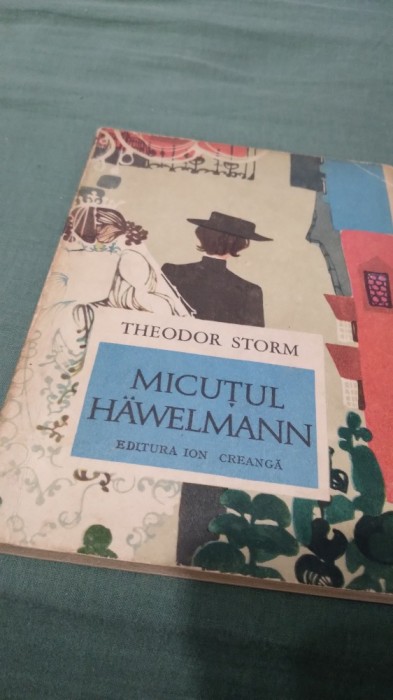 THEODOR STORM
MICUȚUL
HÄWELMANN
EDITURA ION CREANGĂ